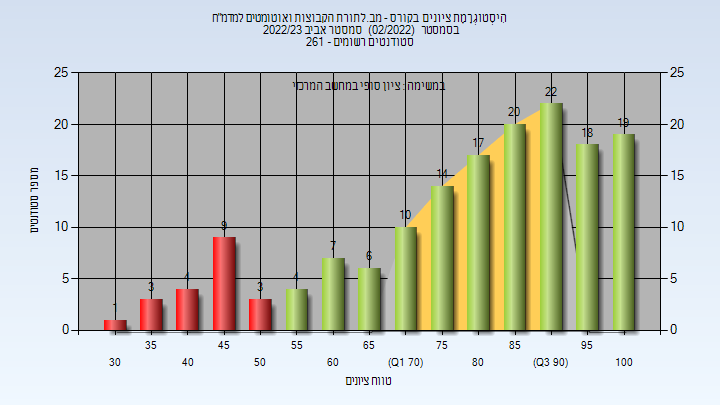 היסטוגרמת ציונים בקורס - מב.לתורת הקבוצות ואוטומטים למדמ"ח
בסמסטר (02/2022) סמסטר אביב 2022/23
סטודנטים רשומים - 261
במשימה : ציון סופי במחשב המרכזי
מספר סטודנטים
25 25
20 20
15 15
10 10
5 5
0 0
1 3 4 9 3 4 7 6 10 14 17 20 22 18 19
35 45 55 65 75 85 95
30 40 50 60 (Q1 70) 80 (Q3 90) 100
טווח ציונים